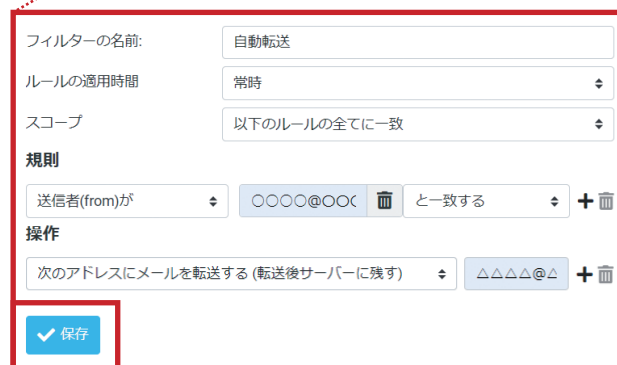 フィルターの名前: 自動転送
ルールの適用時間 常時
スコープ 以下のルールの全てに一致
規則
送信者(from)が 〇〇〇〇@〇〇( と一致する
操作
次のアドレスにメールを転送する (転送後サーバーに残す) △△△△@△
保存